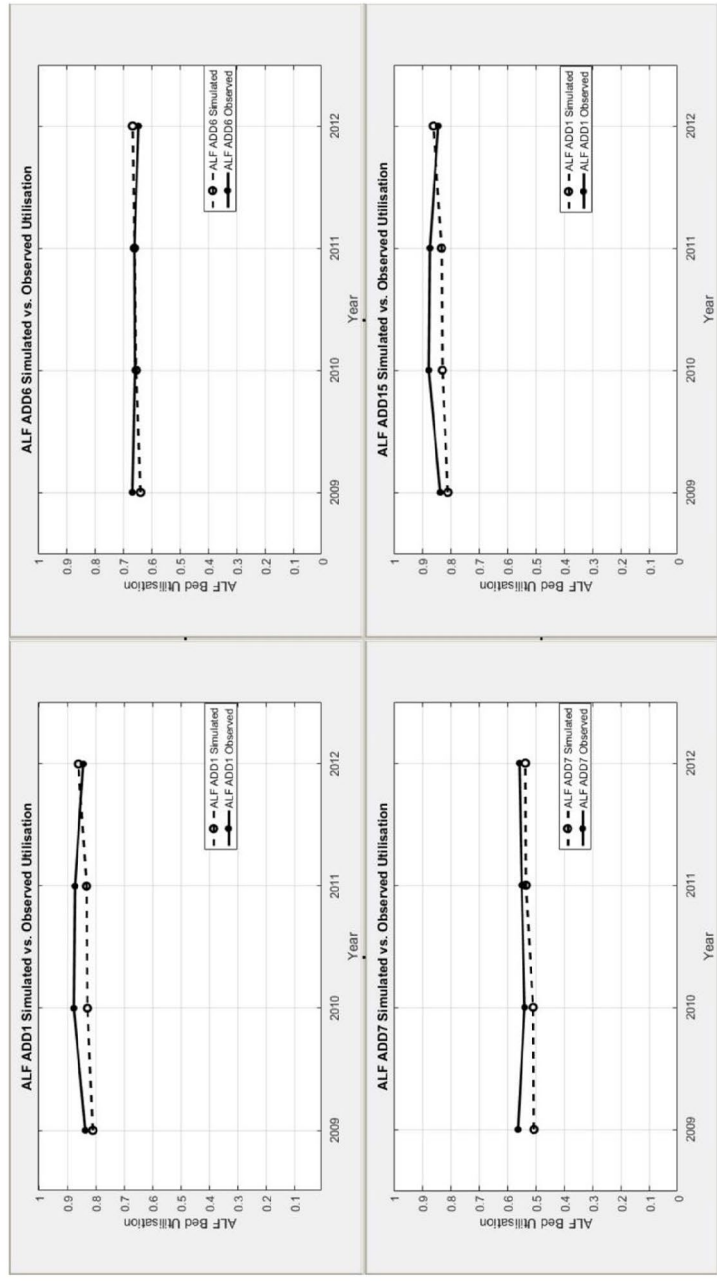 ALF ADD1 Simulated vs. Observed Utilisation
ALF Bed Utilisation
1
0.9
0.8
0.7
0.6
0.5
0.4
0.3
0.2
0.1
2009
2010
2011
2012
Year
ALF ADD1 Simulated
ALF ADD1 Observed
ALF ADD6 Simulated vs. Observed Utilisation
ALF Bed Utilisation
1
0.9
0.8
0.7
0.6
0.5
0.4
0.3
0.2
0.1
0
2009
2010
2011
2012
Year
ALF ADD6 Simulated
ALF ADD6 Observed
ALF ADD7 Simulated vs. Observed Utilisation
ALF Bed Utilisation
1
0.9
0.8
0.7
0.6
0.5
0.4
0.3
0.2
0.1
0
2009
2010
2011
2012
Year
ALF ADD7 Simulated
ALF ADD7 Observed
ALF ADD15 Simulated vs. Observed Utilisation
ALF Bed Utilisation
1
0.9
0.8
0.7
0.6
0.5
0.4
0.3
0.2
0.1
0
2009
2010
2011
2012
Year
ALF ADD1 Simulated
ALF ADD1 Observed